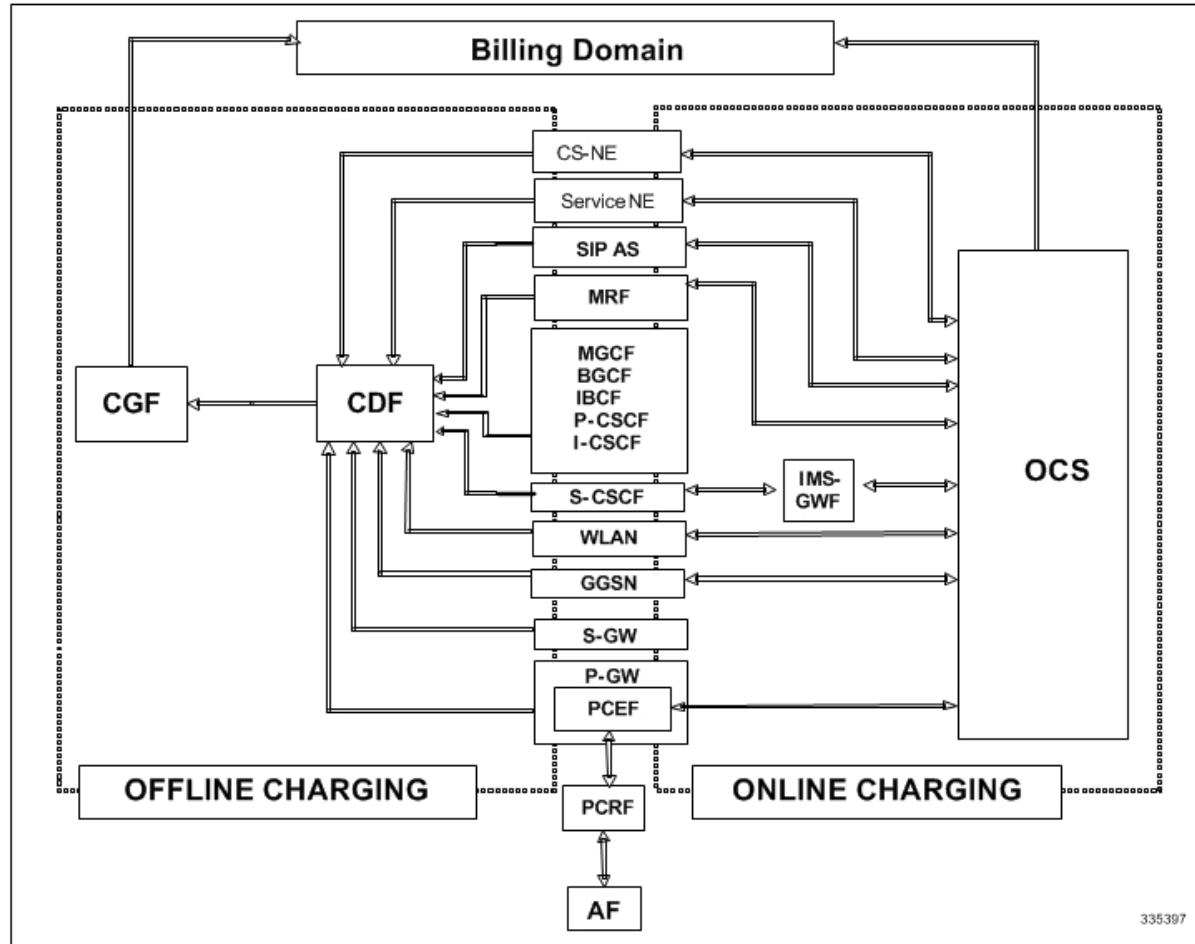 Billing Domain
CS-NE
Service NE
SIP AS
MRF
MGCF
BGCF
IBCF
P-CSCF
I-CSCF
CGF
CDF
OCS
IMS-
GWF
S-CSCF
WLAN
GGSN
S-GW
P-GW
PCEF
OFFLINE CHARGING
ONLINE CHARGING
PCRF
AF
335397